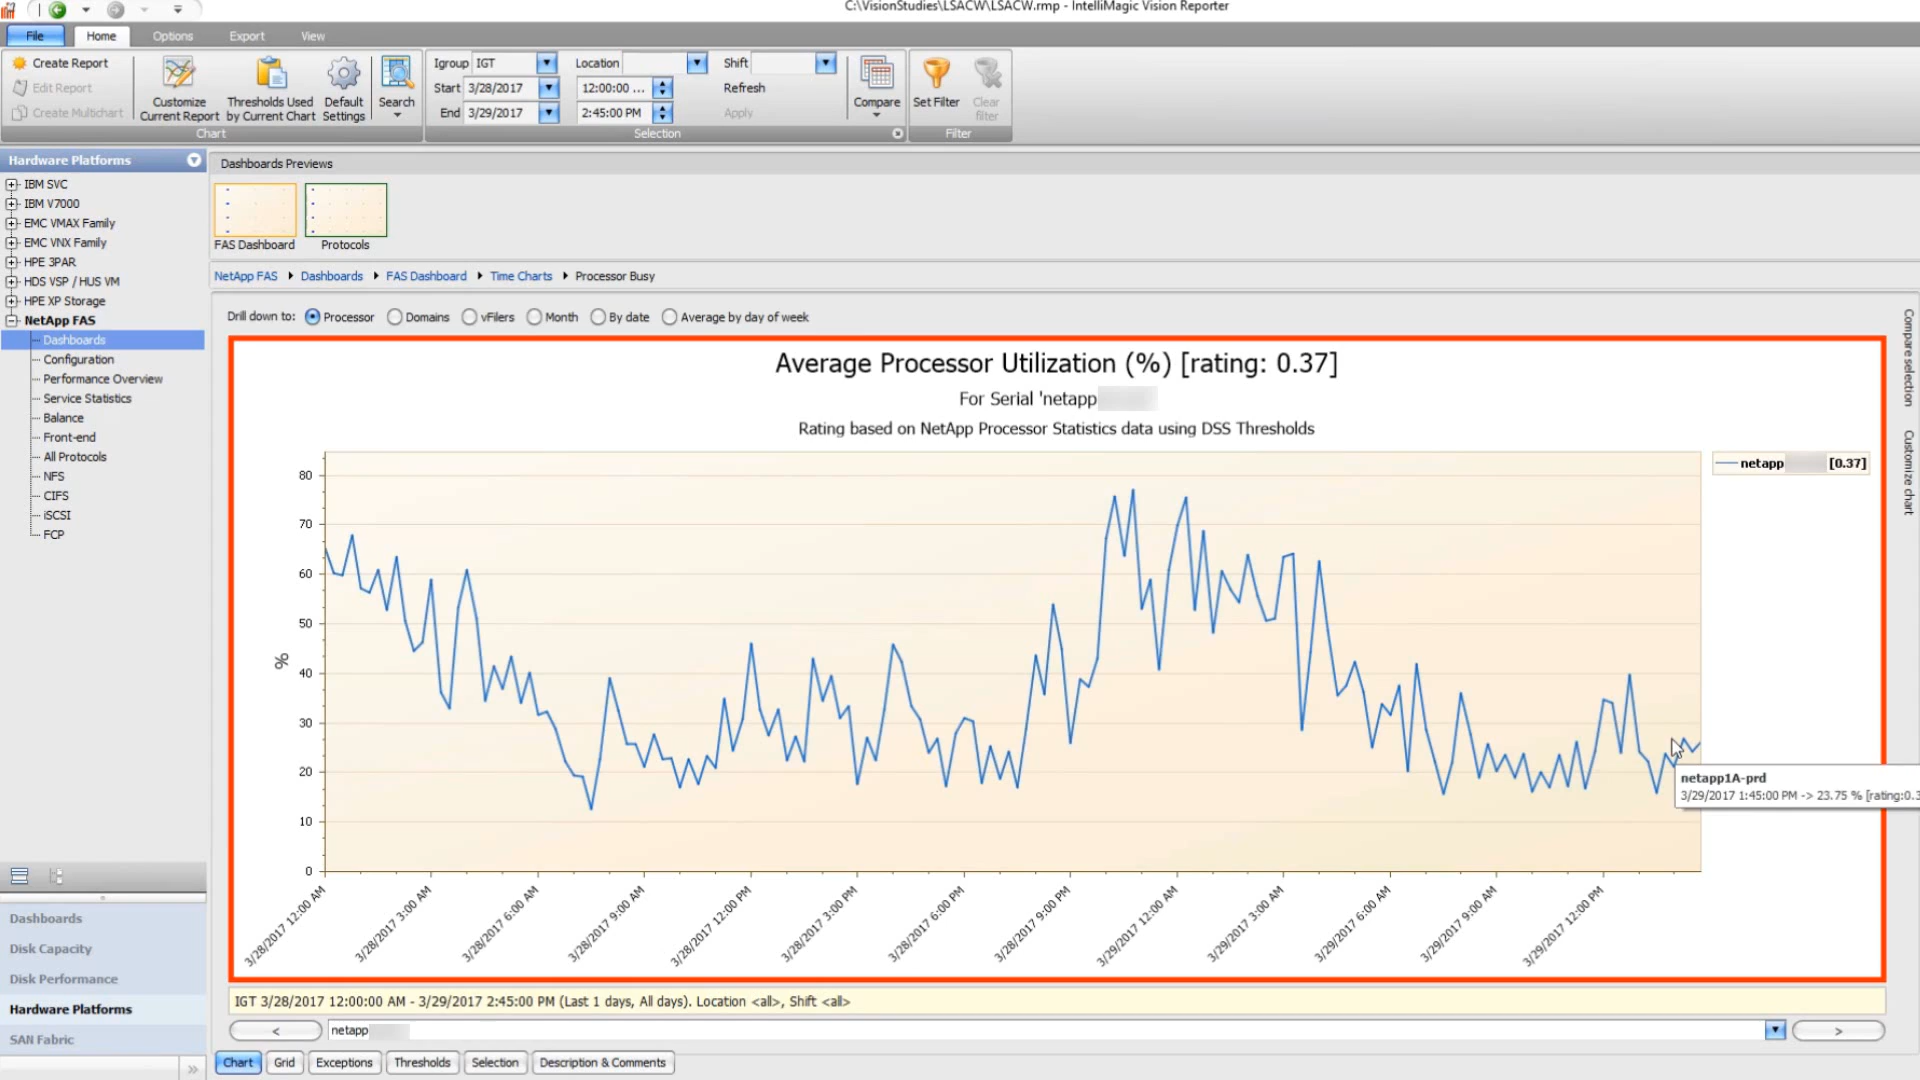 C:\VisionStudies\LSACW\LSACW.rmp - IntelliMagic Vision Reporter
File Home Options Export View
Create Report
Edit Report
Create Multichart
Customize Current Report
Thresholds Used by Current Chart
Default Settings
Search
Chart
Igroup IGT Location Shift
Start 3/28/2017 12:00:00 ... Refresh
End 3/29/2017 2:45:00 PM Apply
Selection
Compare
Set Filter
Clear filter
Filter
Hardware Platforms
IBM SVC
IBM V7000
EMC VMAX Family
EMC VNX Family
HPE 3PAR
HDS VSP / HUS VM
HPE XP Storage
NetApp FAS
Dashboards
Configuration
Performance Overview
Service Statistics
Balance
Front-end
All Protocols
NFS
CIFS
iSCSI
FCP
Dashboards
Disk Capacity
Disk Performance
Hardware Platforms
SAN Fabric
»
Dashboards Previews
FAS Dashboard Protocols
NetApp FAS Dashboards FAS Dashboard Time Charts Processor Busy
Drill down to: Processor Domains vFilers Month By date Average by day of week
Average Processor Utilization (%) [rating: 0.37]
For Serial 'netapp
Rating based on NetApp Processor Statistics data using DSS Thresholds
netapp [0.37]
%
80
70
60
50
40
30
20
10
0
3/28/2017 12:00 AM
3/28/2017 3:00 AM
3/28/2017 6:00 AM
3/28/2017 9:00 AM
3/28/2017 12:00 PM
3/28/2017 3:00 PM
3/28/2017 6:00 PM
3/28/2017 9:00 PM
3/29/2017 12:00 AM
3/29/2017 3:00 AM
3/29/2017 6:00 AM
3/29/2017 9:00 AM
3/29/2017 12:00 PM
netapp1A-prd
3/29/2017 1:45:00 PM -> 23.75 % [rating:0.3
Compare selection
Customize chart
IGT 3/28/2017 12:00:00 AM - 3/29/2017 2:45:00 PM (Last 1 days, All days). Location <all>, Shift <all>
< netapp >
Chart Grid Exceptions Thresholds Selection Description & Comments